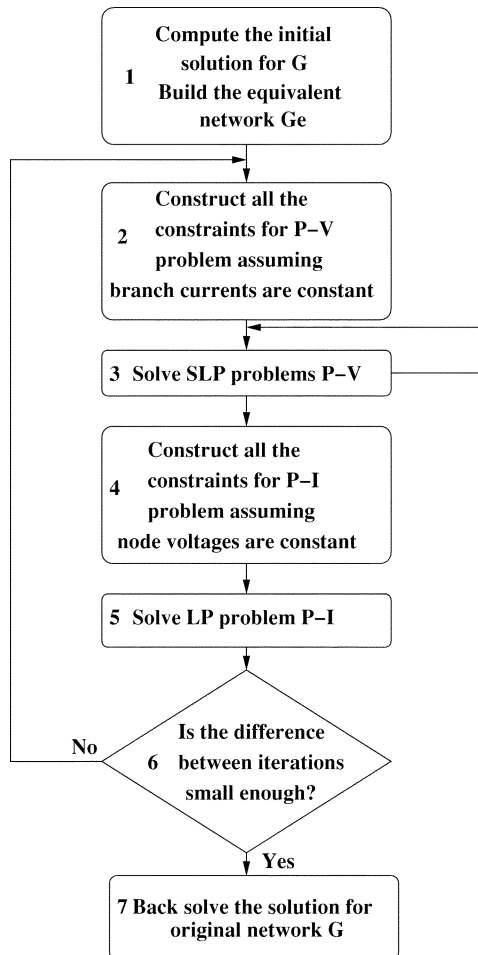 Compute the initial
1 solution for G
Build the equivalent
network Ge
Construct all the
2 constraints for P−V
problem assuming
branch currents are constant
3 Solve SLP problems P−V
Construct all the
4 constraints for P−I
problem assuming
node voltages are constant
5 Solve LP problem P−I
Is the difference
No
6 between iterations
small enough?
Yes
7 Back solve the solution for
original network G